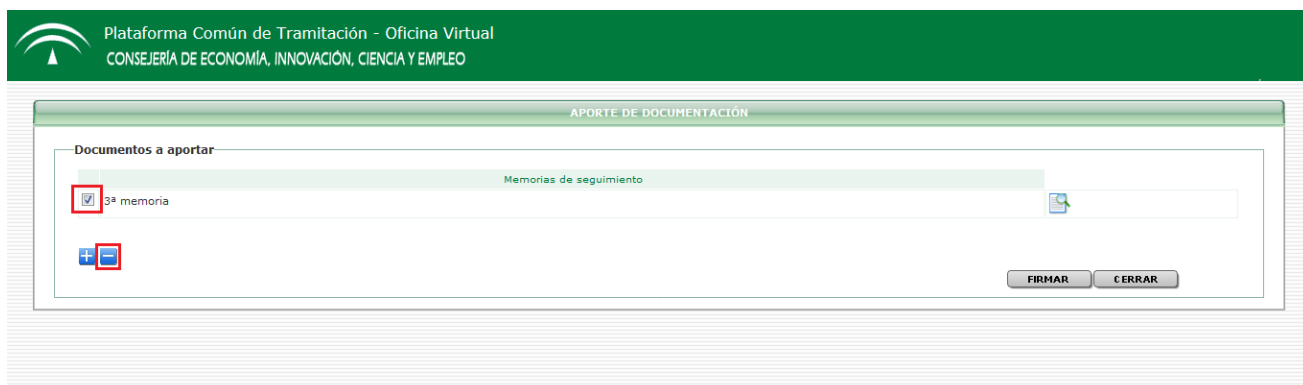 Plataforma Común de Tramitación - Oficina Virtual
CONSEJERÍA DE ECONOMÍA, INNOVACIÓN, CIENCIA Y EMPLEO
APORTE DE DOCUMENTACIÓN
Documentos a aportar
Memorias de seguimiento
3ª memoria
FIRMAR CERRAR